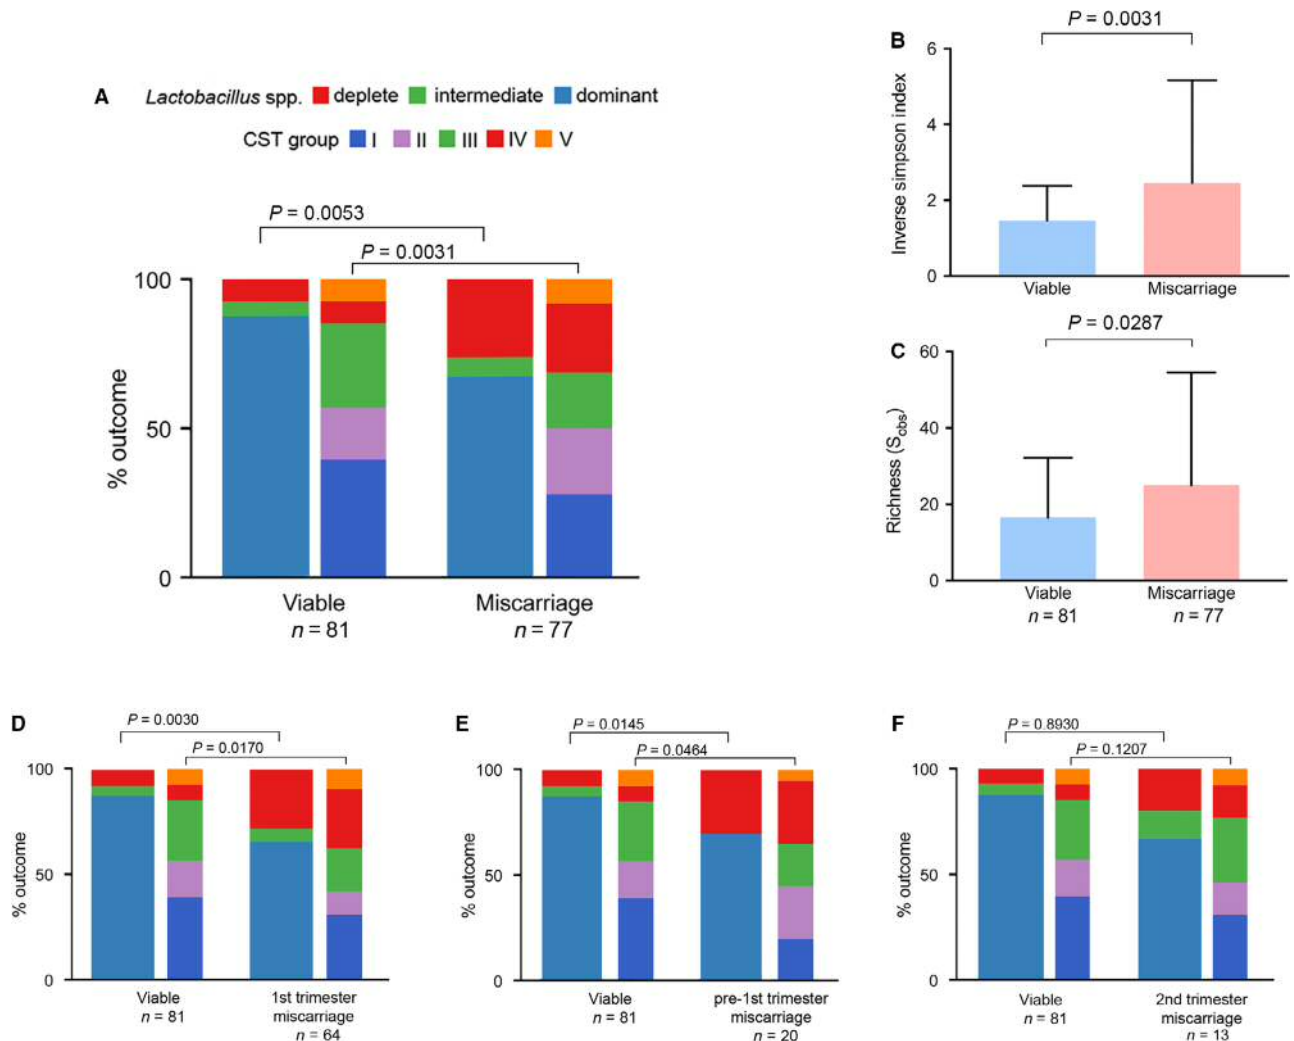 A
Lactobacillus spp. deplete intermediate dominant
CST group I II III IV V
P = 0.0053
P = 0.0031
100
50
0
% outcome
Viable
n = 81
Miscarriage
n = 77
B
P = 0.0031
6
4
2
0
Inverse simpson index
Viable
Miscarriage
C
P = 0.0287
60
40
20
0
Richness (Sobs)
Viable
n = 81
Miscarriage
n = 77
D
P = 0.0030
P = 0.0170
100
50
0
% outcome
Viable
n = 81
1st trimester
miscarriage
n = 64
E
P = 0.0145
P = 0.0464
100
50
0
% outcome
Viable
n = 81
pre-1st trimester
miscarriage
n = 20
F
P = 0.8930
P = 0.1207
100
50
0
% outcome
Viable
n = 81
2nd trimester
miscarriage
n = 13